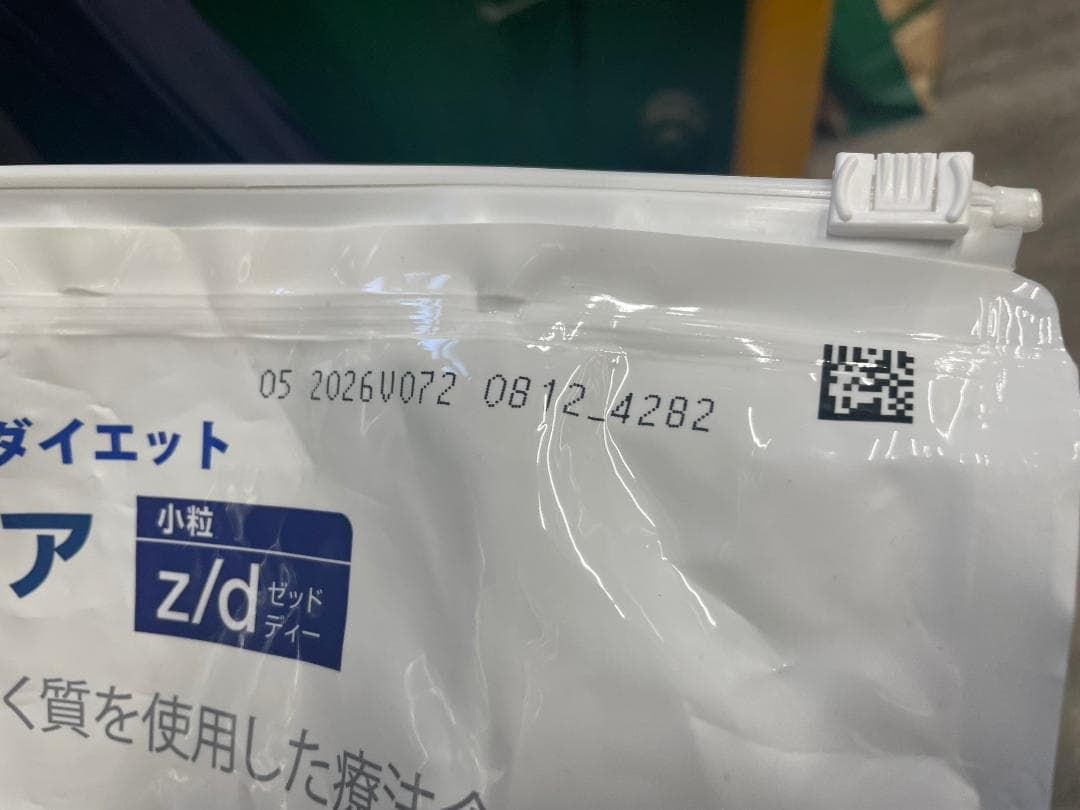 05 2026V072 0812_4282
ダイエット
ア
小粒
z/d ゼッド
ディー
く質を使用した療法食